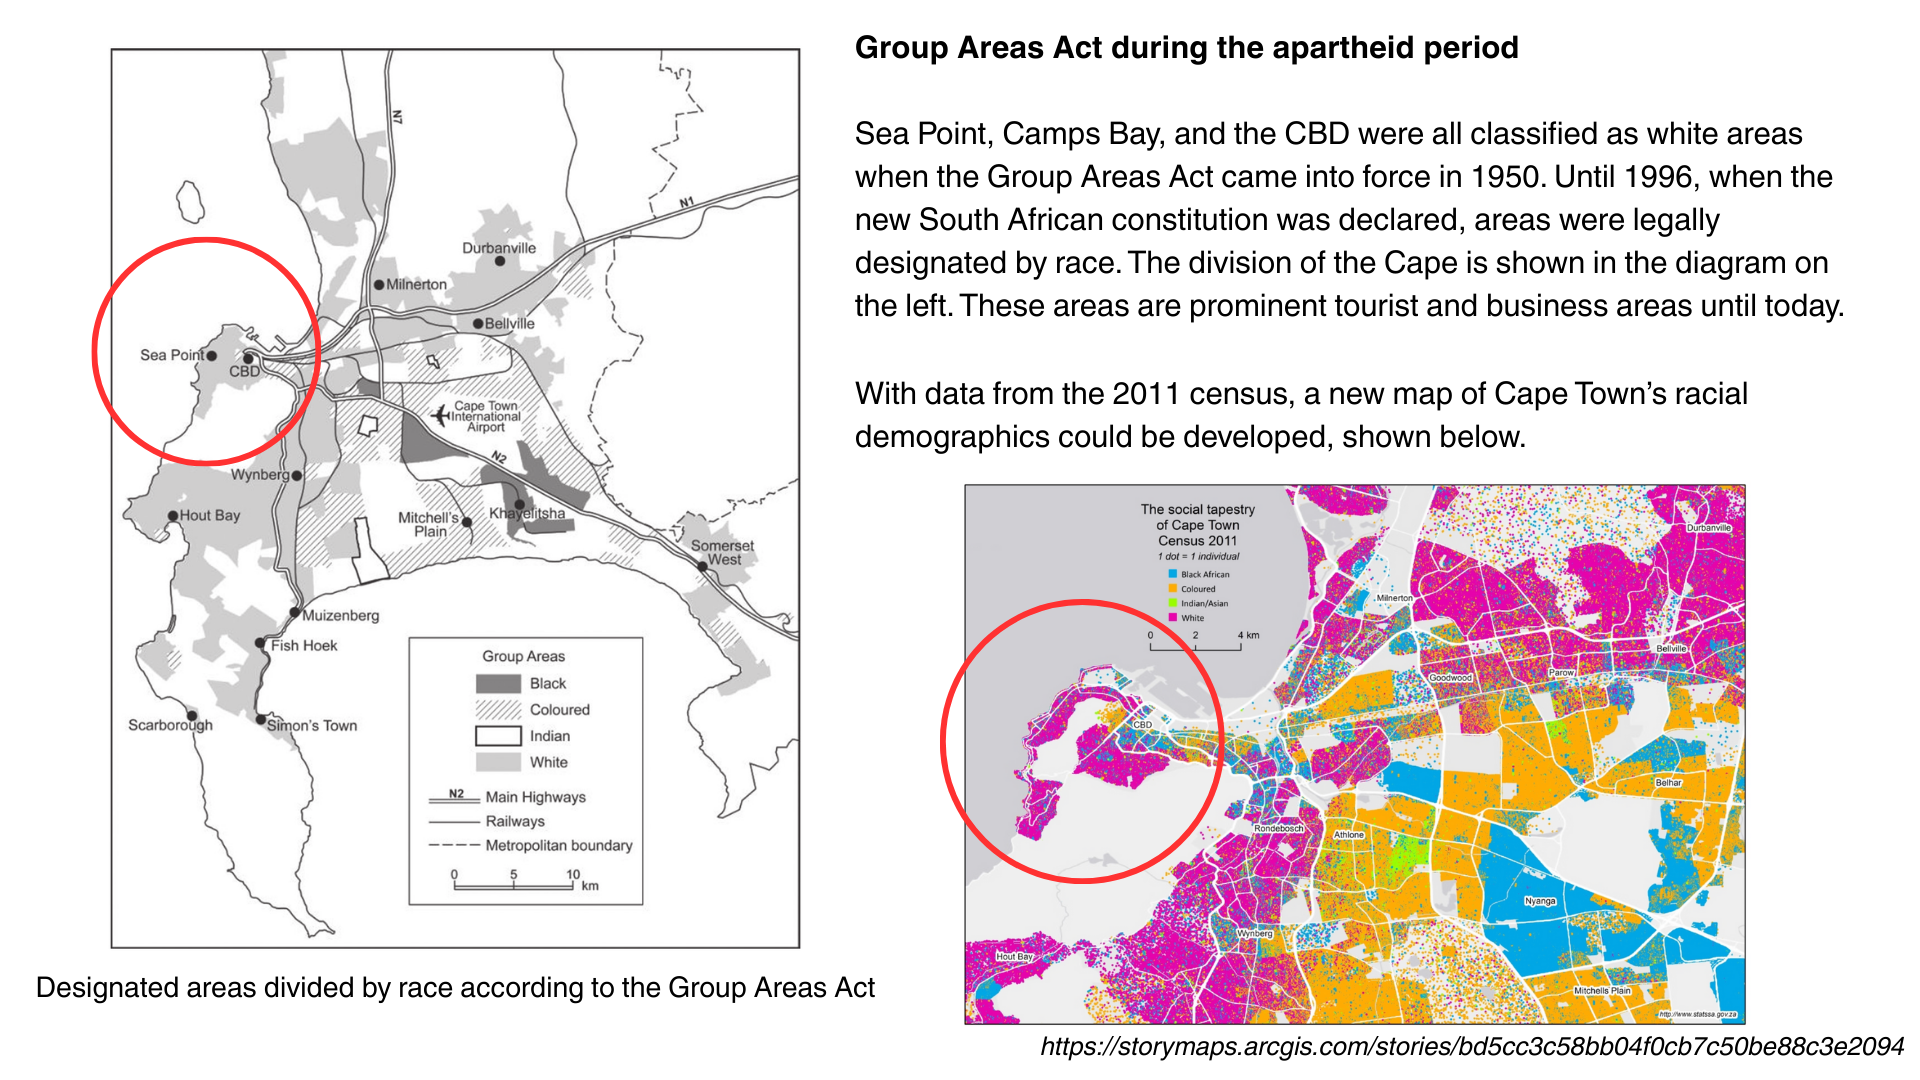 Group Areas Act during the apartheid period
Sea Point, Camps Bay, and the CBD were all classified as white areas
when the Group Areas Act came into force in 1950. Until 1996, when the
new South African constitution was declared, areas were legally
designated by race. The division of the Cape is shown in the diagram on
the left. These areas are prominent tourist and business areas until today.
With data from the 2011 census, a new map of Cape Town's racial
demographics could be developed, shown below.
N7
N1
Durbanville
Milnerton
Bellville
Sea Point
CBD
Cape Town
International
Airport
N2
Wynberg
Hout Bay
Mitchell's
Plain
Khayelitsha
Somerset
West
Muizenberg
Fish Hoek
Scarborough
Simon's Town
Group Areas
Black
Coloured
Indian
White
N2 Main Highways
Railways
Metropolitan boundary
0 5 10
km
Designated areas divided by race according to the Group Areas Act
The social tapestry
of Cape Town
Census 2011
1 dot = 1 individual
Black African
Coloured
Indian/Asian
White
0 2 4 km
Durbanville
Milnerton
Bellville
Goodwood
Parow
CBD
Belhar
Rondebosch
Athlone
Nyanga
Wynberg
Hout Bay
Mitchells Plain
http://www.statssa.gov.za
https://storymaps.arcgis.com/stories/bd5cc3c58bb04f0cb7c50be88c3e2094